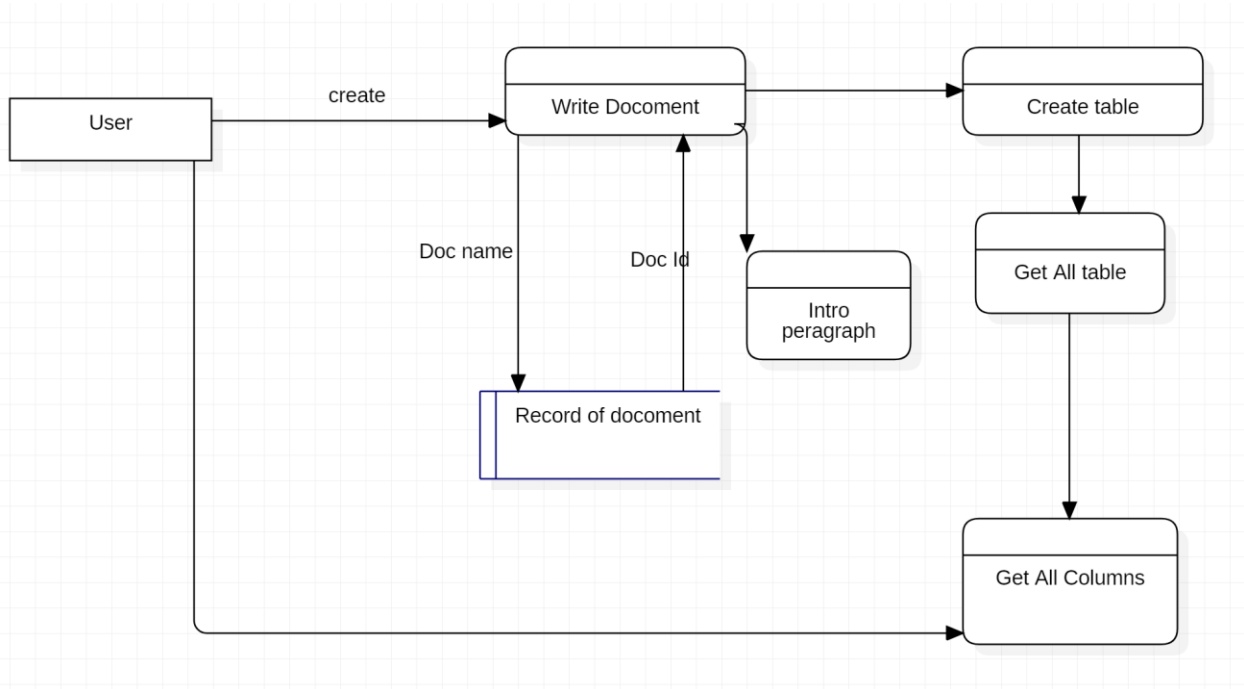 create
Write Docoment
Create table
User
Doc name
Doc Id
Get All table
Intro
peragraph
Record of docoment
Get All Columns